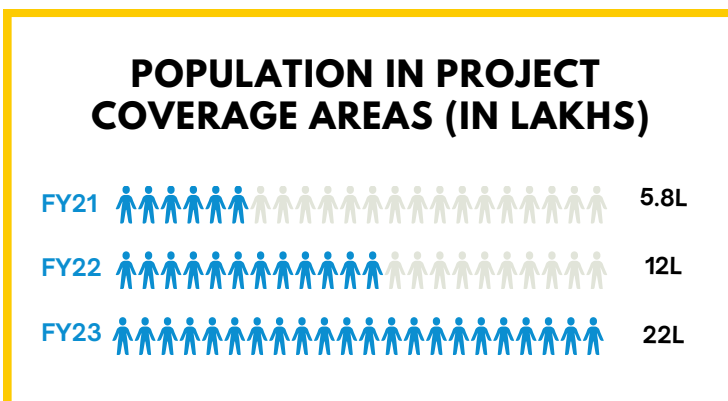 POPULATION IN PROJECT
COVERAGE AREAS (IN LAKHS)
FY21 5.8L
FY22 12L
FY23 22L